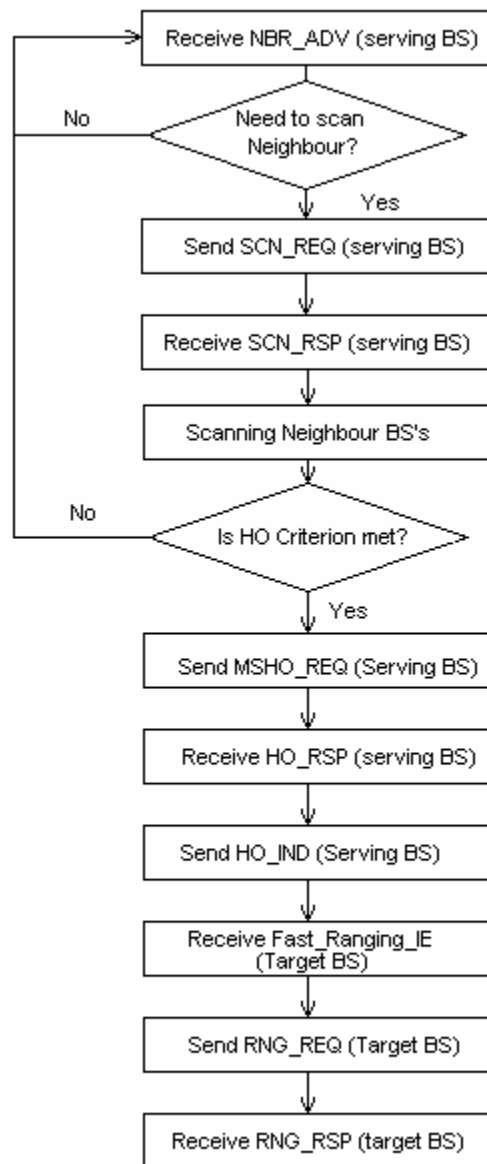 Receive NBR_ADV (serving BS)
No
Need to scan
Neighbour?
Yes
Send SCN_REQ (serving BS)
Receive SCN_RSP (serving BS)
Scanning Neighbour BS's
No
Is HO Criterion met?
Yes
Send MSHO_REQ (Serving BS)
Receive HO_RSP (serving BS)
Send HO_IND (Serving BS)
Receive Fast_Ranging_IE
(Target BS)
Send RNG_REQ (Target BS)
Receive RNG_RSP (target BS)